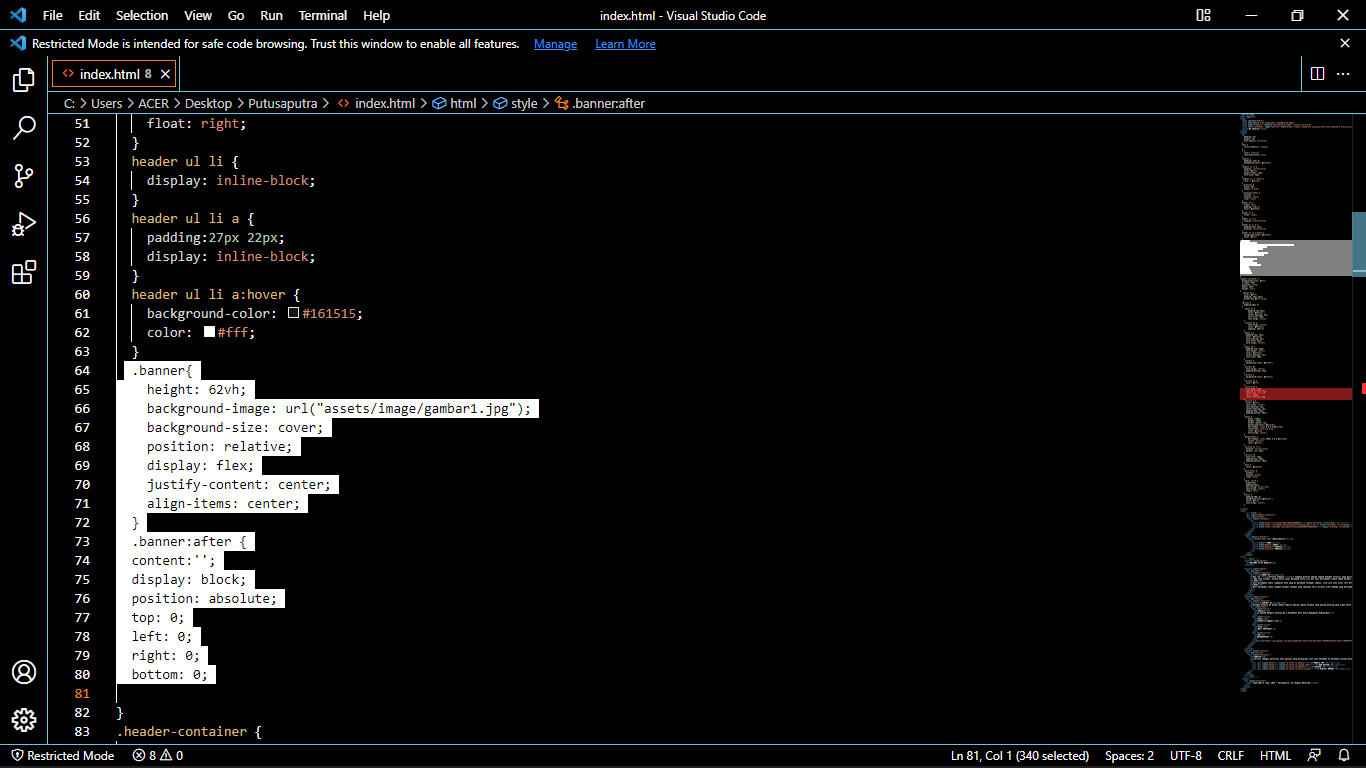 File Edit Selection View Go Run Terminal Help
index.html - Visual Studio Code
Restricted Mode is intended for safe code browsing. Trust this window to enable all features. Manage Learn More
index.html 8
C: > Users > ACER > Desktop > Putusaputra > index.html > html > style > .banner:after
51 float: right;
52 }
53 header ul li {
54 display: inline-block;
55 }
56 header ul li a {
57 padding:27px 22px;
58 display: inline-block;
59 }
60 header ul li a:hover {
61 background-color: #161515;
62 color: #fff;
63 }
64 .banner{
65 height: 62vh;
66 background-image: url("assets/image/gambar1.jpg");
67 background-size: cover;
68 position: relative;
69 display: flex;
70 justify-content: center;
71 align-items: center;
72 }
73 .banner:after {
74 content:'';
75 display: block;
76 position: absolute;
77 top: 0;
78 left: 0;
79 right: 0;
80 bottom: 0;
81
82 }
83 .header-container {
Restricted Mode 8 0 Ln 81, Col 1 (340 selected) Spaces: 2 UTF-8 CRLF HTML